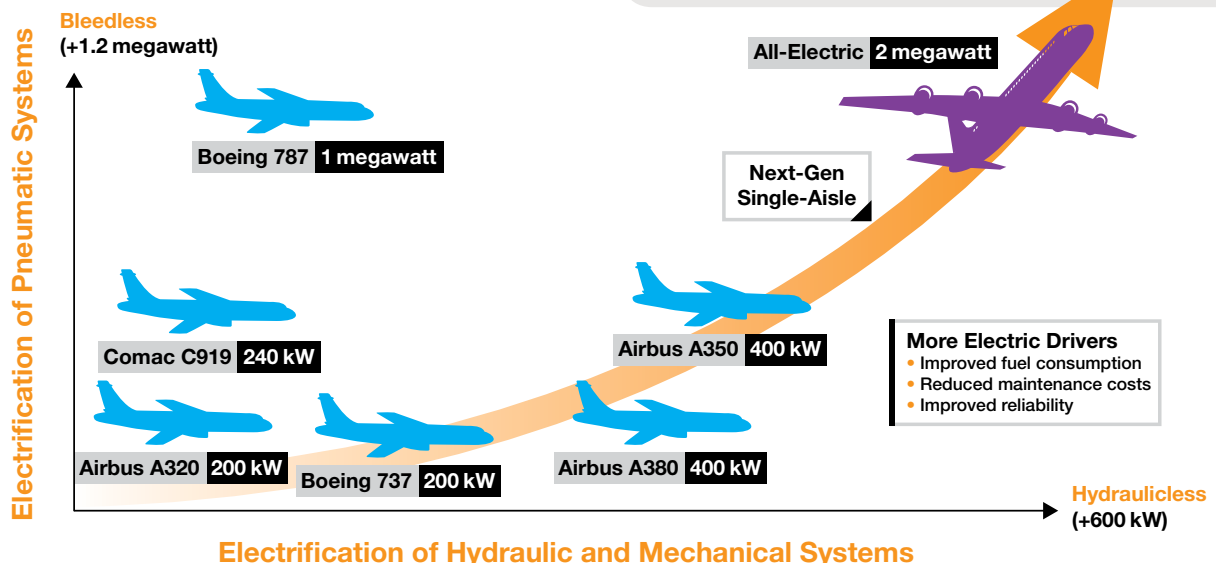 Bleedless
(+1.2 megawatt)
Electrification of Pneumatic Systems
All-Electric 2 megawatt
Boeing 787 1 megawatt
Next-Gen
Single-Aisle
Comac C919 240 kW
Airbus A350 400 kW
More Electric Drivers
• Improved fuel consumption
• Reduced maintenance costs
• Improved reliability
Airbus A320 200 kW
Boeing 737 200 kW
Airbus A380 400 kW
Hydraulicless
(+600 kW)
Electrification of Hydraulic and Mechanical Systems